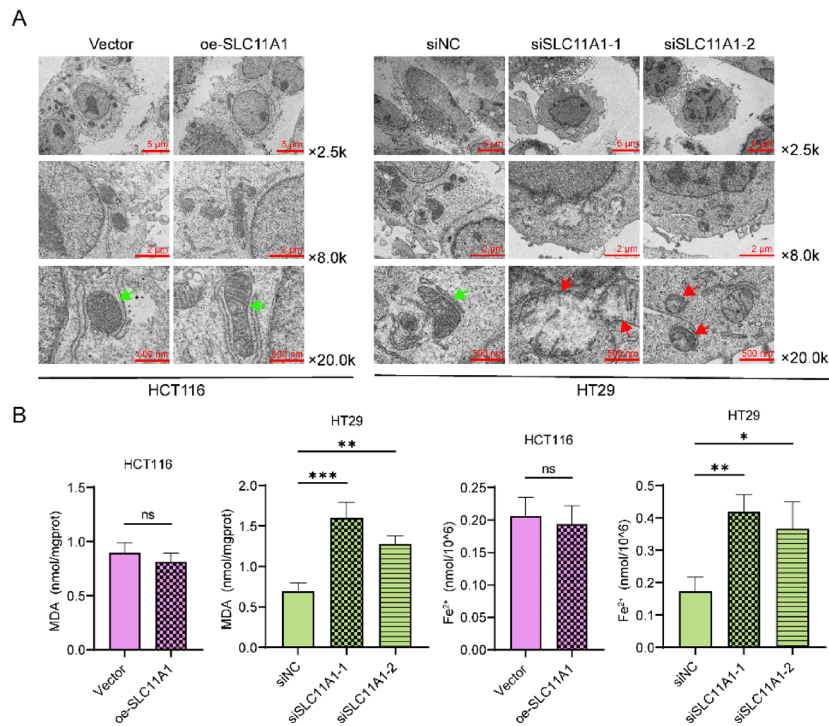 A
Vector
oe-SLC11A1
siNC
siSLC11A1-1
siSLC11A1-2
5 μm
5 μm
5 μm
5 μm
5 μm
×2.5k
×2.5k
2 μm
2 μm
2 μm
2 μm
2 μm
×8.0k
×8.0k
500 nm
500 nm
500 nm
500 nm
500 nm
×20.0k
×20.0k
HCT116
HT29
B
HCT116
ns
MDA (nmol/mgprot)
1.5
1.0
0.5
0.0
Vector
oe-SLC11A1
HT29
**
***
MDA (nmol/mgprot)
2.0
1.5
1.0
0.5
0.0
siNC
siSLC11A1-1
siSLC11A1-2
HCT116
ns
Fe²⁺ (nmol/10^6)
0.25
0.20
0.15
0.10
0.05
0.00
Vector
oe-SLC11A1
HT29
*
**
Fe²⁺ (nmol/10^6)
0.6
0.4
0.2
0.0
siNC
siSLC11A1-1
siSLC11A1-2